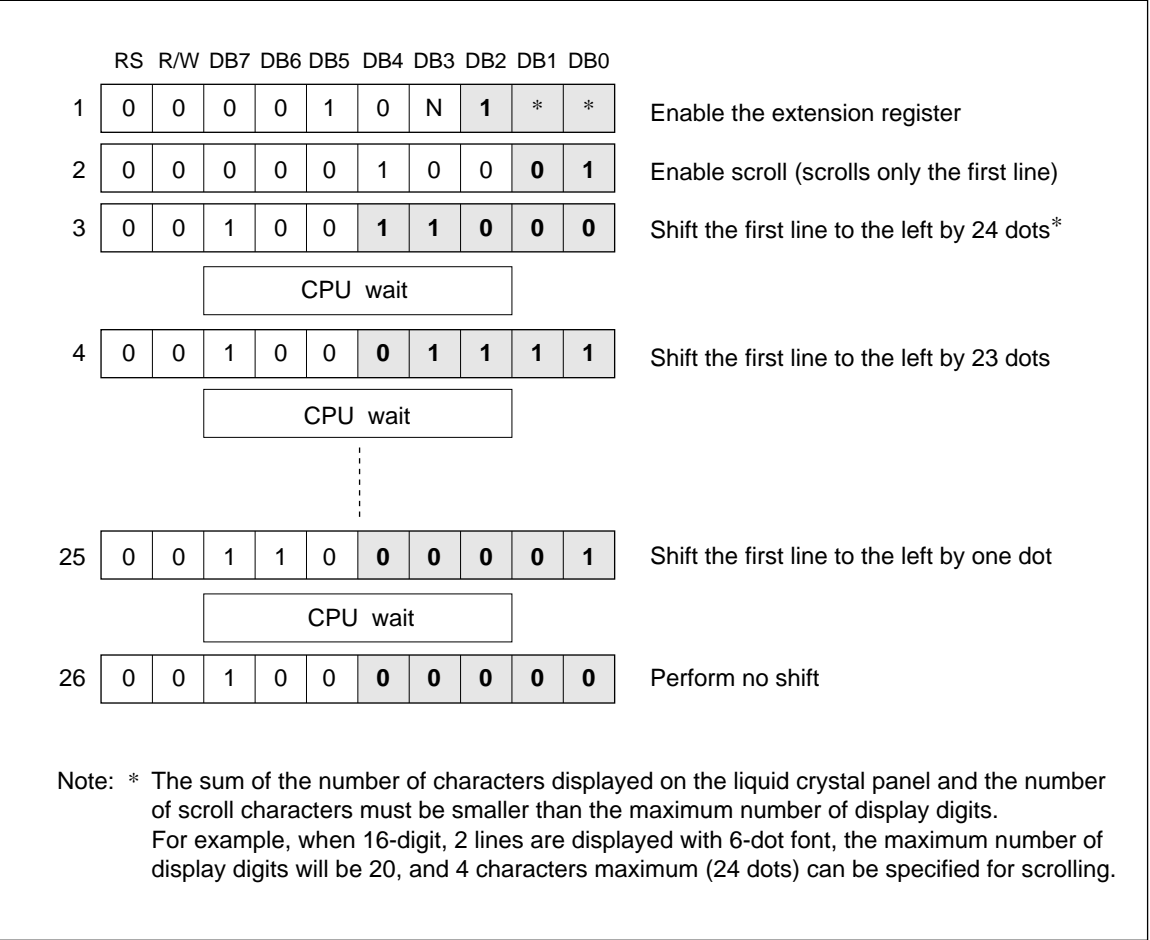 RS R/W DB7 DB6 DB5 DB4 DB3 DB2 DB1 DB0
1 0 0 0 0 1 0 N 1 * * Enable the extension register
2 0 0 0 0 0 1 0 0 0 1 Enable scroll (scrolls only the first line)
3 0 0 1 0 0 1 1 0 0 0 Shift the first line to the left by 24 dots*
CPU wait
4 0 0 1 0 0 0 1 1 1 1 Shift the first line to the left by 23 dots
CPU wait
25 0 0 1 1 0 0 0 0 0 1 Shift the first line to the left by one dot
CPU wait
26 0 0 1 0 0 0 0 0 0 0 Perform no shift
Note: * The sum of the number of characters displayed on the liquid crystal panel and the number
of scroll characters must be smaller than the maximum number of display digits.
For example, when 16-digit, 2 lines are displayed with 6-dot font, the maximum number of
display digits will be 20, and 4 characters maximum (24 dots) can be specified for scrolling.